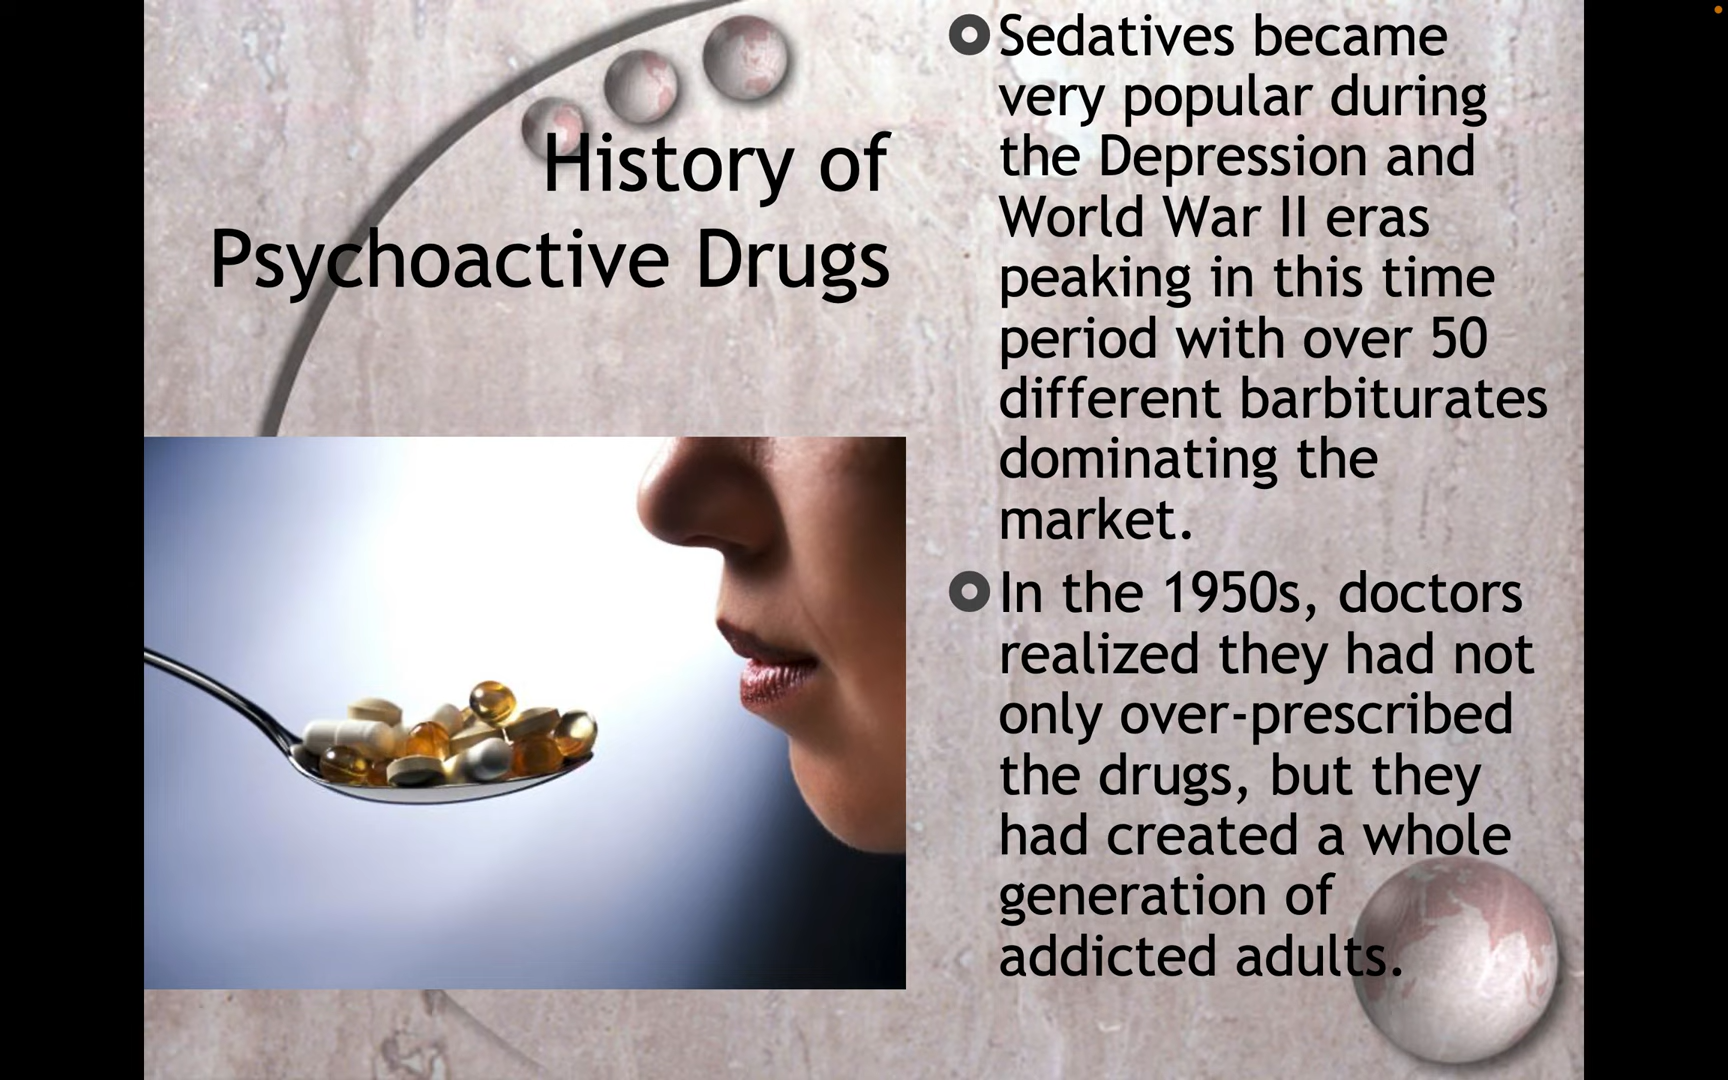 History of
Psychoactive Drugs
Sedatives became
very popular during
the Depression and
World War II eras
peaking in this time
period with over 50
different barbiturates
dominating the
market.
In the 1950s, doctors
realized they had not
only over-prescribed
the drugs, but they
had created a whole
generation of
addicted adults.